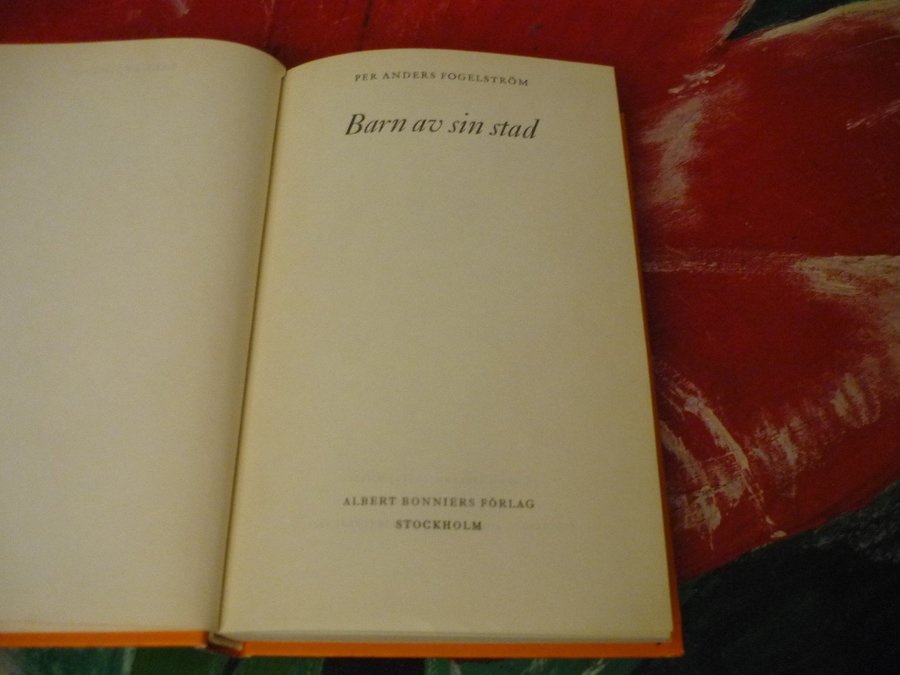 PER ANDERS FOGELSTRÖM
Barn av sin stad
ALBERT BONNIERS FÖRLAG
STOCKHOLM